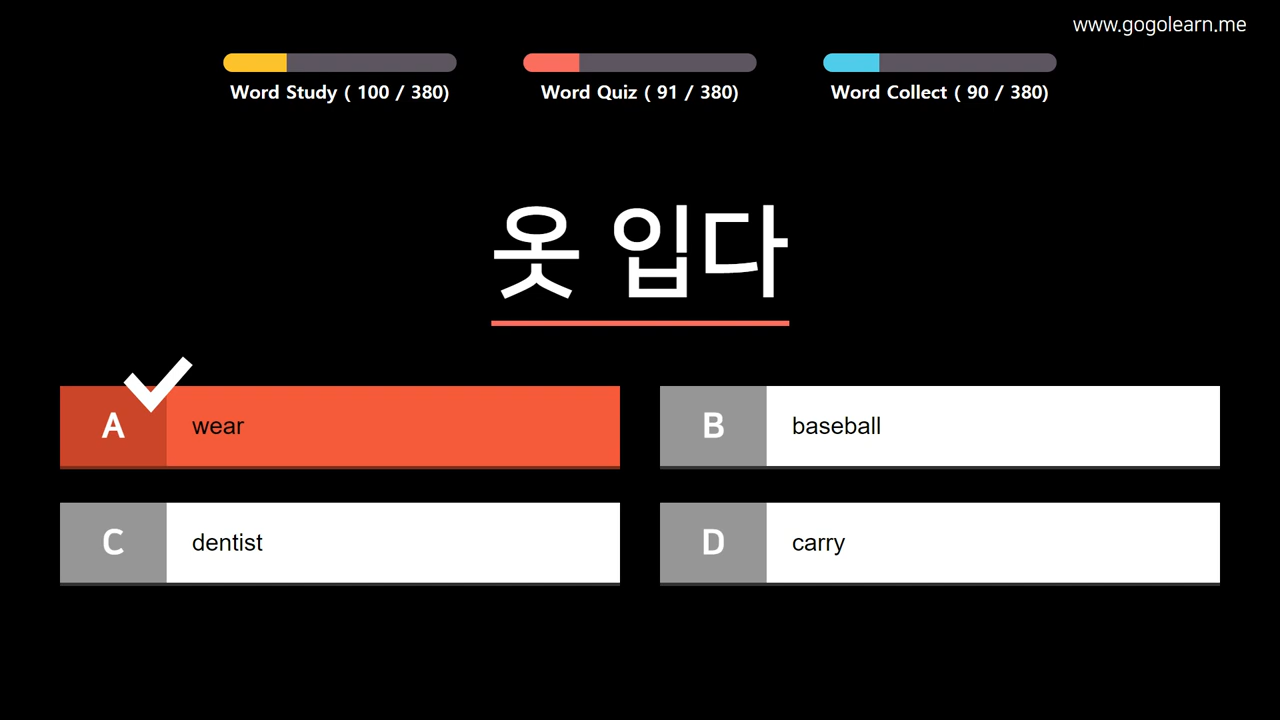 www.gogolearn.me
Word Study ( 100 / 380)
Word Quiz ( 91 / 380)
Word Collect ( 90 / 380)
옷 입다
A wear
B baseball
C dentist
D carry